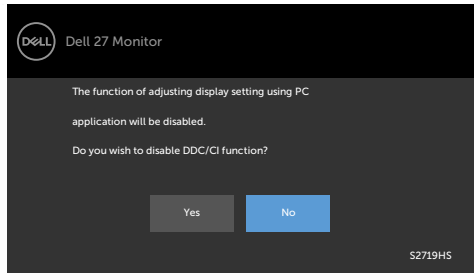 DELL
Dell 27 Monitor
The function of adjusting display setting using PC
application will be disabled.
Do you wish to disable DDC/CI function?
Yes
No
S2719HS